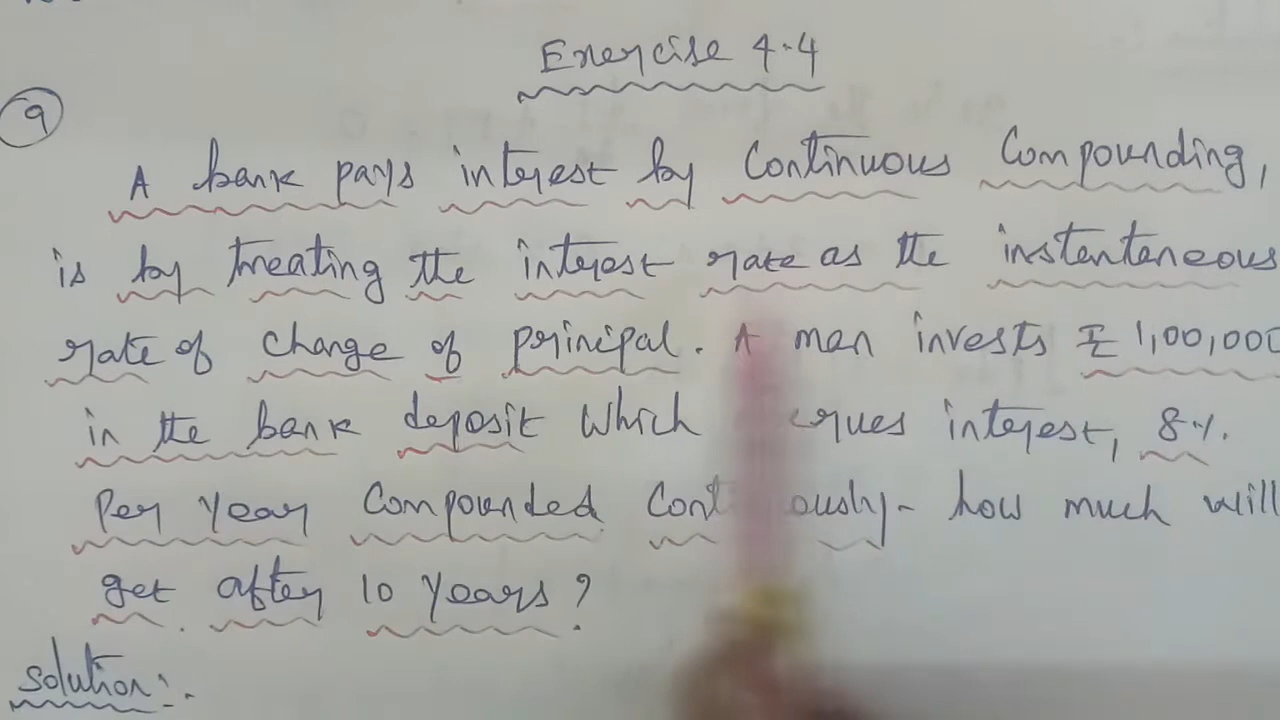 Exercise 4.4
9
A bank pays interest by Continuous Compounding,
is by treating the interest rate as the instentaneous
rate of change of principal. A man invests ₹ 1,00,000
in the bank deposit which interest, 8%
Per year Compounded how much will
get after 10 years?
Solution:-